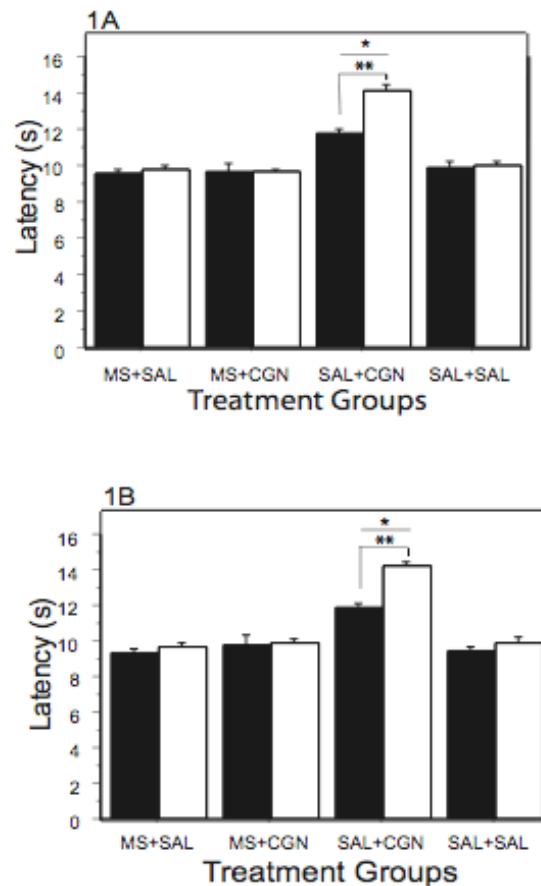 1A
*
**
16
14
12
10
8
6
4
2
0
Latency (s)
MS+SAL MS+CGN SAL+CGN SAL+SAL
Treatment Groups
1B
*
**
16
14
12
10
8
6
4
2
0
Latency (s)
MS+SAL MS+CGN SAL+CGN SAL+SAL
Treatment Groups